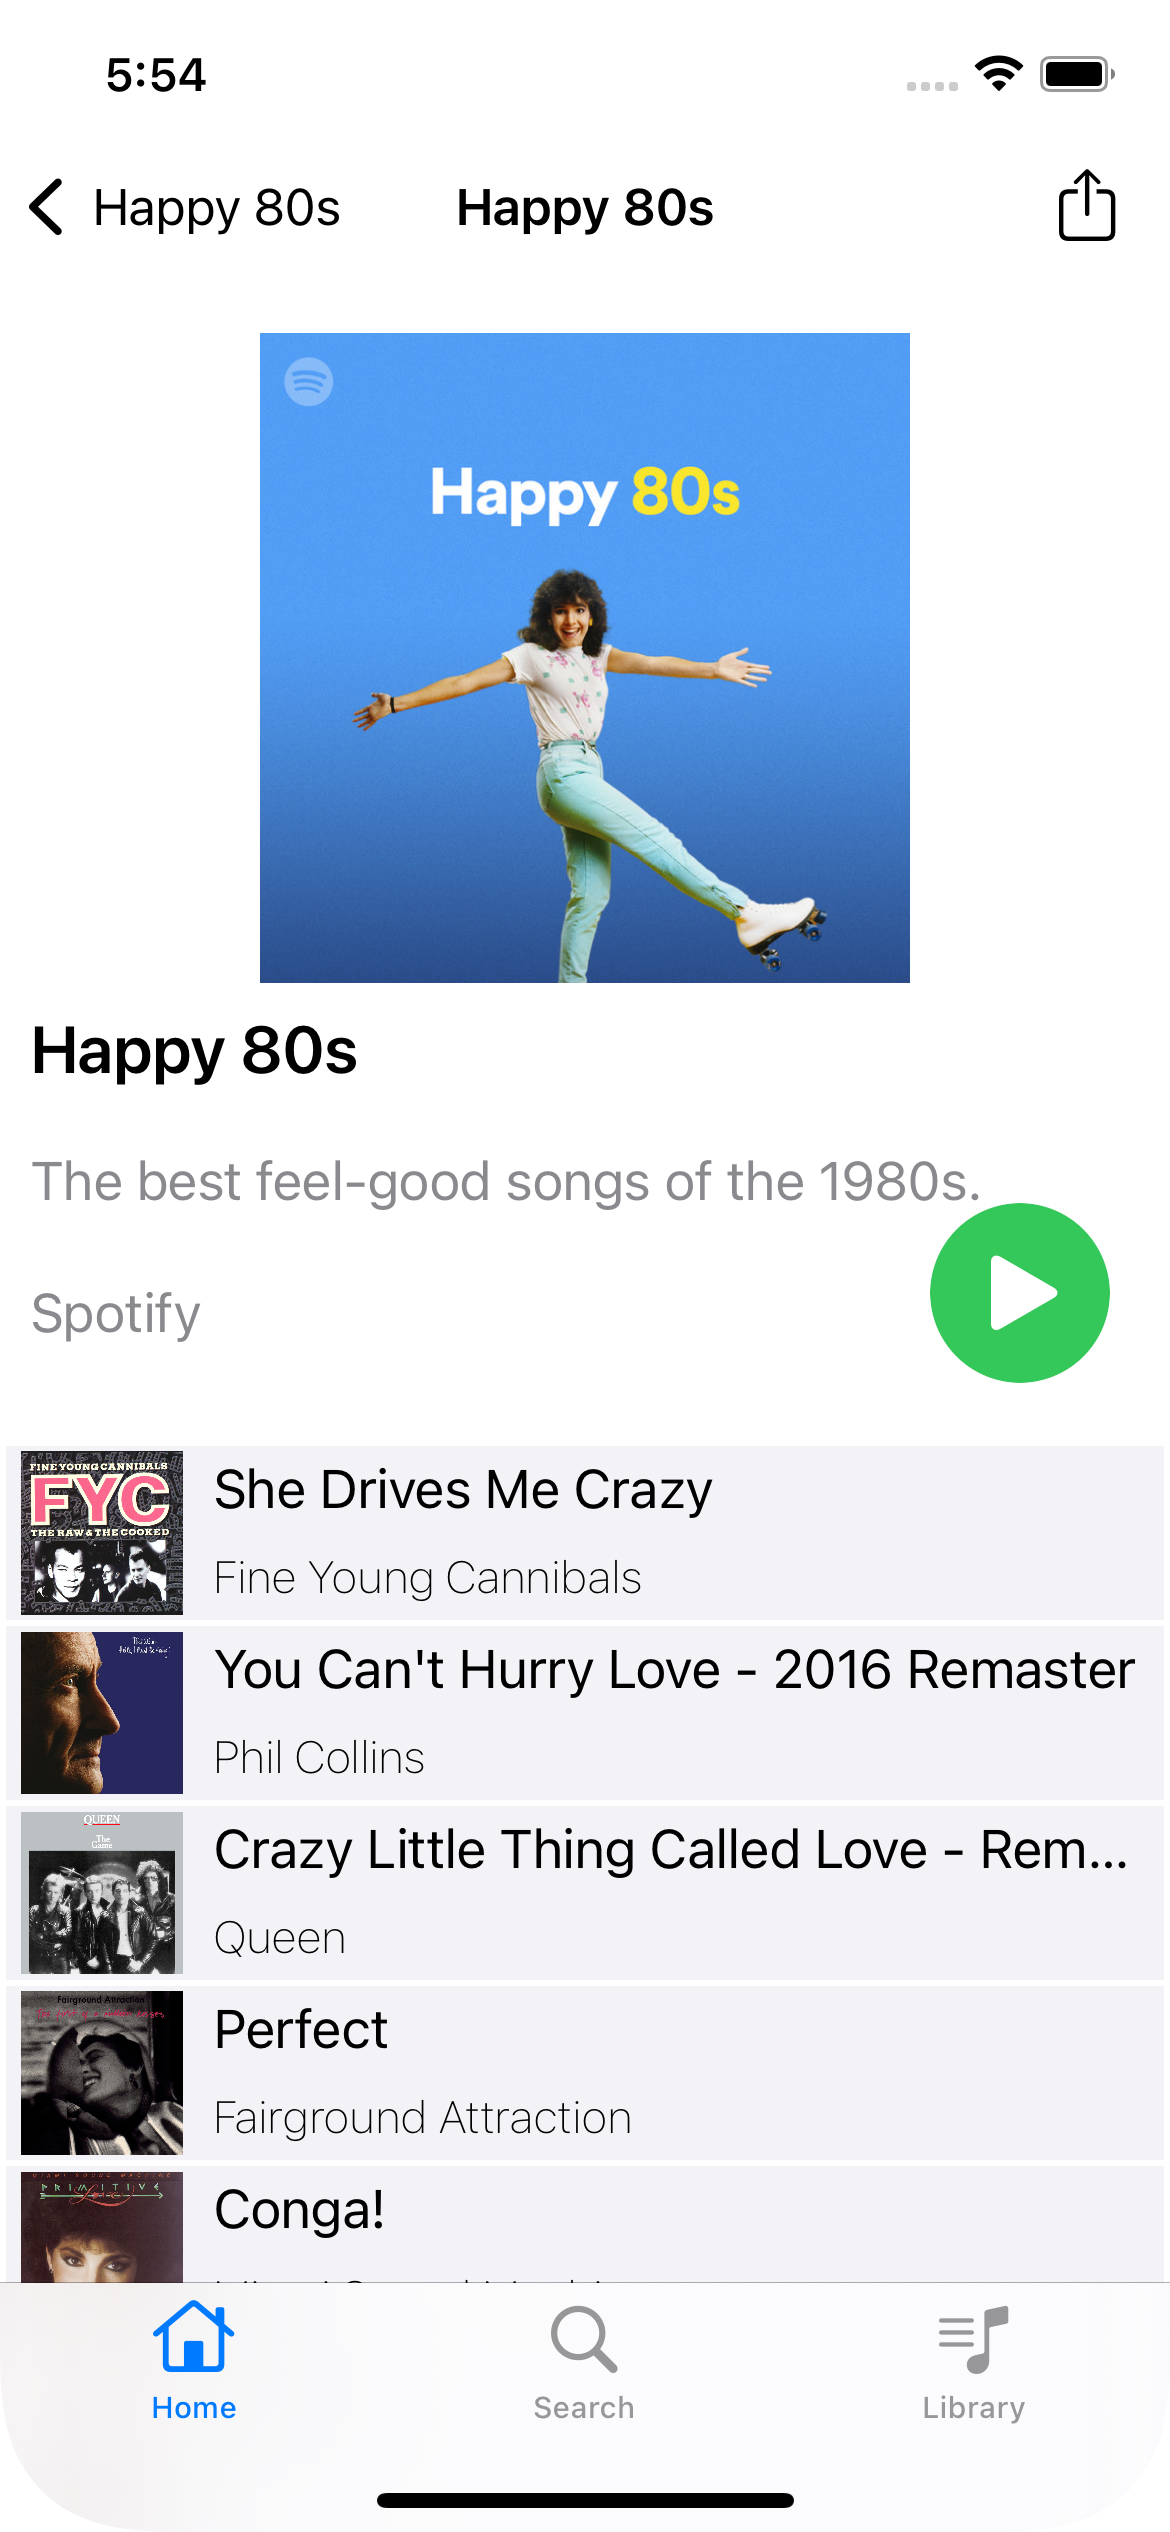 5:54
Happy 80s
Happy 80s
Happy 80s
Happy 80s
The best feel-good songs of the 1980s.
Spotify
FINE YOUNG CANNIBALS
FYC
THE RAW & THE COOKED
She Drives Me Crazy
Fine Young Cannibals
You Can't Hurry Love - 2016 Remaster
Phil Collins
QUEEN
The
Game
Crazy Little Thing Called Love - Rem...
Queen
Fairground Attraction
Perfect
Fairground Attraction
PRIMITIVE
Love
Conga!
Home
Search
Library